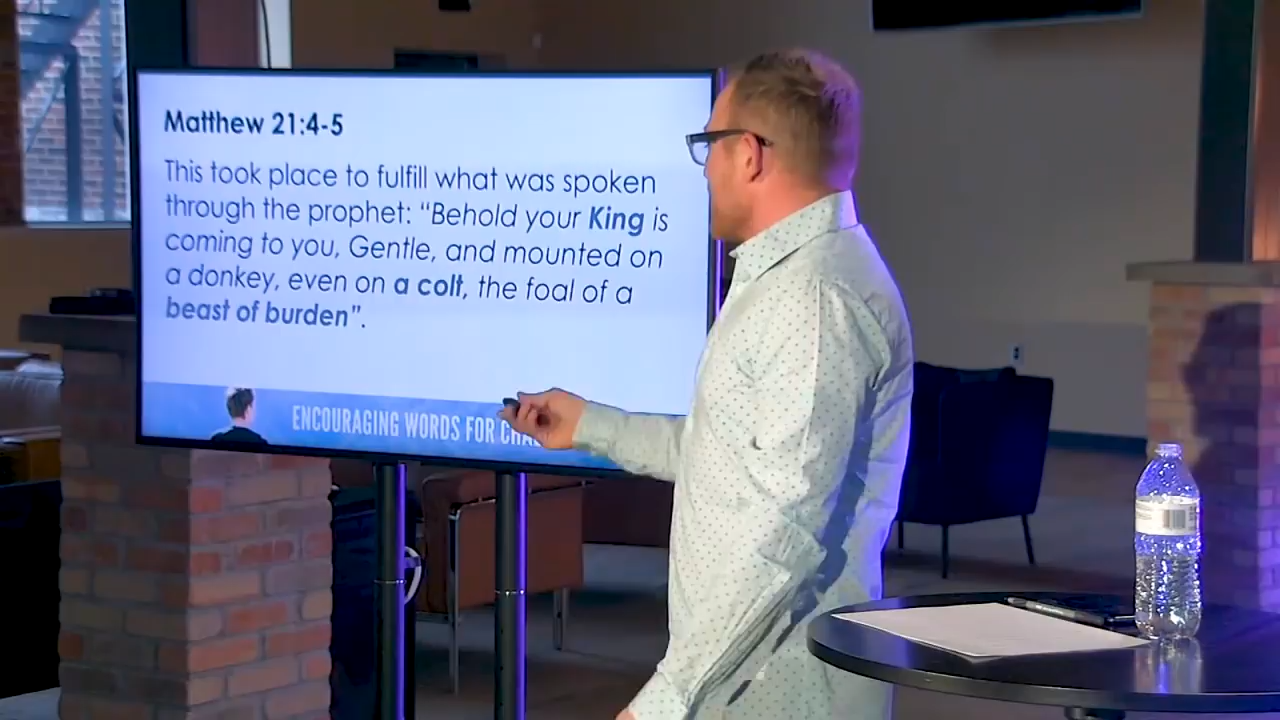 Matthew 21:4-5
This took place to fulfill what was spoken
through the prophet: “Behold your King is
coming to you, Gentle, and mounted on
a donkey, even on a colt, the foal of a
beast of burden”.
ENCOURAGING WORDS FOR